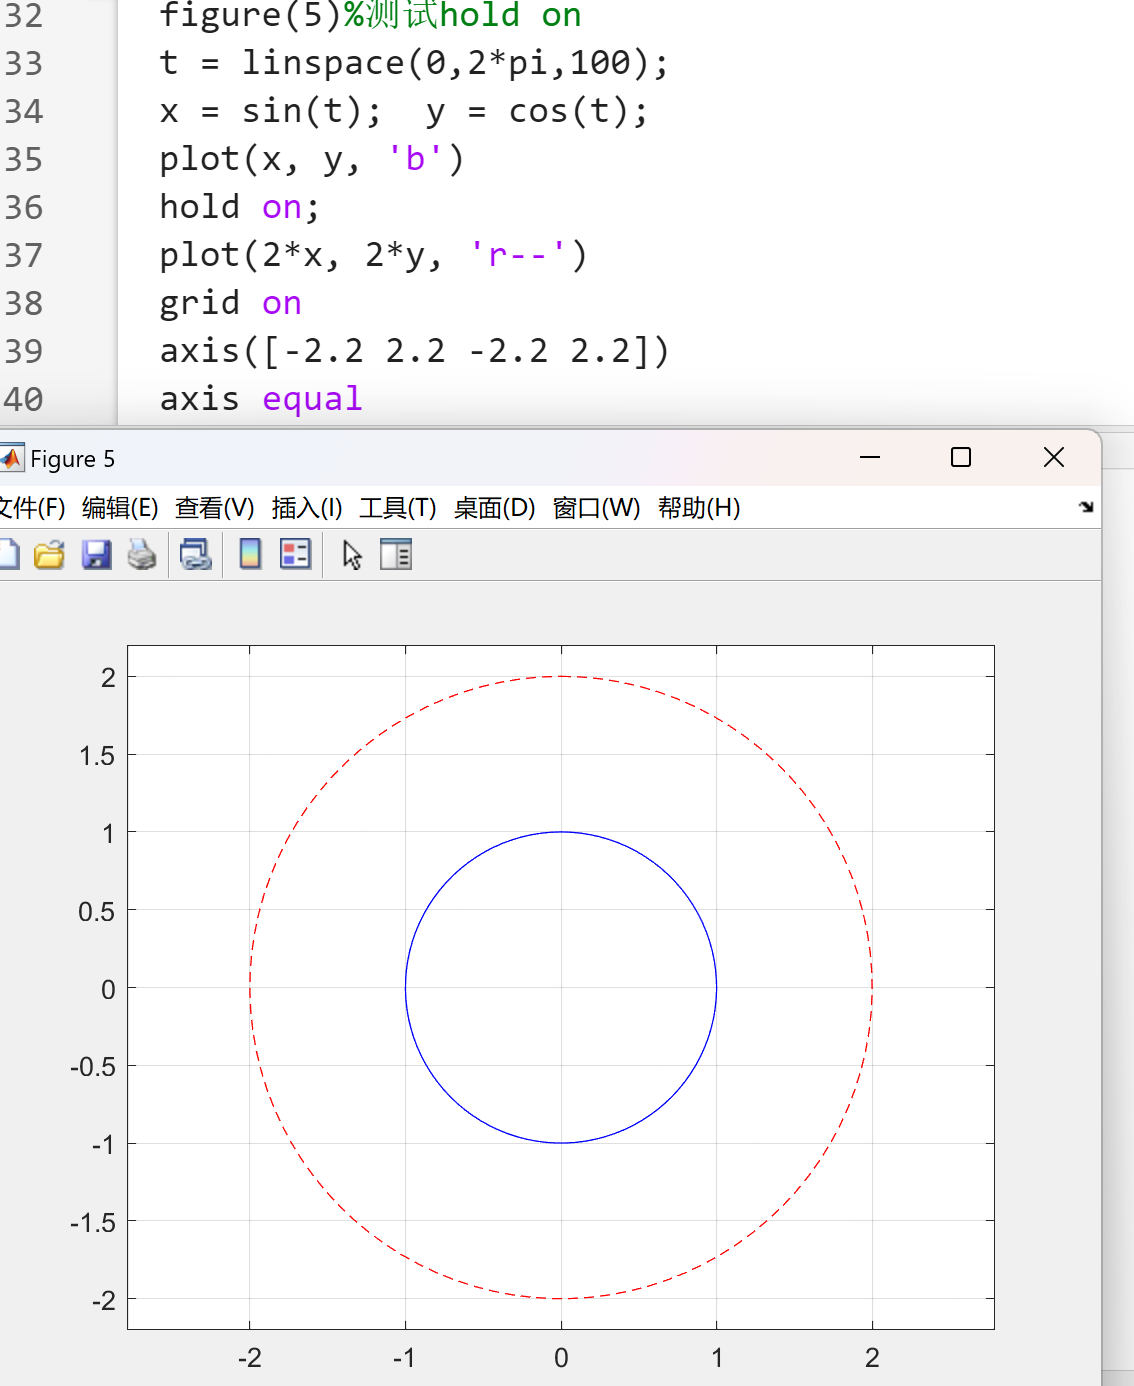 32 figure(5)%测试hold on
33 t = linspace(0,2*pi,100);
34 x = sin(t);  y = cos(t);
35 plot(x, y, 'b')
36 hold on;
37 plot(2*x, 2*y, 'r--')
38 grid on
39 axis([-2.2 2.2 -2.2 2.2])
40 axis equal
Figure 5
文件(F) 编辑(E) 查看(V) 插入(I) 工具(T) 桌面(D) 窗口(W) 帮助(H)
2
1.5
1
0.5
0
-0.5
-1
-1.5
-2
-2 -1 0 1 2